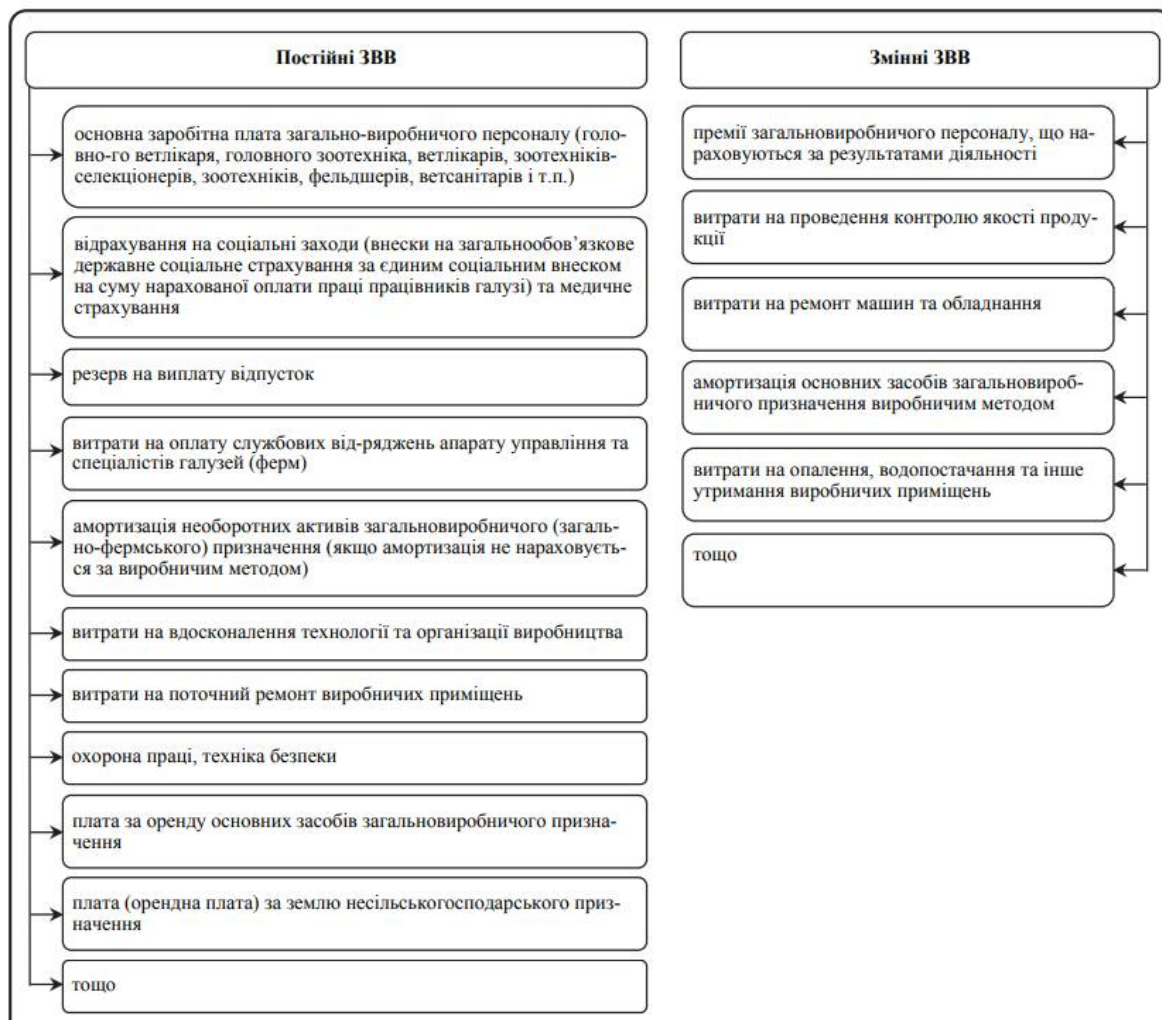 Постійні ЗВВ
основна заробітна плата загально-виробничого персоналу (голо-
вно-го ветлікаря, головного зоотехніка, ветлікарів, зоотехніків-
селекціонерів, зоотехніків, фельдшерів, ветсанітарів і т.п.)
відрахування на соціальні заходи (внески на загальнообов’язкове
державне соціальне страхування за єдиним соціальним внеском
на суму нарахованої оплати праці працівників галузі) та медичне
страхування
резерв на виплату відпусток
витрати на оплату службових від-ряджень апарату управління та
спеціалістів галузей (ферм)
амортизація необоротних активів загальновиробничого (загаль-
но-фермського) призначення (якщо амортизація не нараховуєть-
ся за виробничим методом)
витрати на вдосконалення технології та організації виробництва
витрати на поточний ремонт виробничих приміщень
охорона праці, техніка безпеки
плата за оренду основних засобів загальновиробничого призна-
чення
плата (орендна плата) за землю несільськогосподарського приз-
начення
тощо
Змінні ЗВВ
премії загальновиробничого персоналу, що на-
раховуються за результатами діяльності
витрати на проведення контролю якості проду-
кції
витрати на ремонт машин та обладнання
амортизація основних засобів загальновироб-
ничого призначення виробничим методом
витрати на опалення, водопостачання та інше
утримання виробничих приміщень
тощо